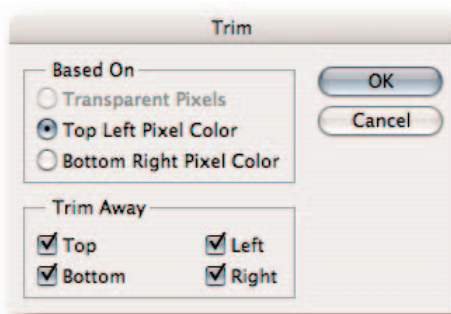 Trim
Based On
Transparent Pixels
Top Left Pixel Color
Bottom Right Pixel Color
OK
Cancel
Trim Away
Top
Left
Bottom
Right